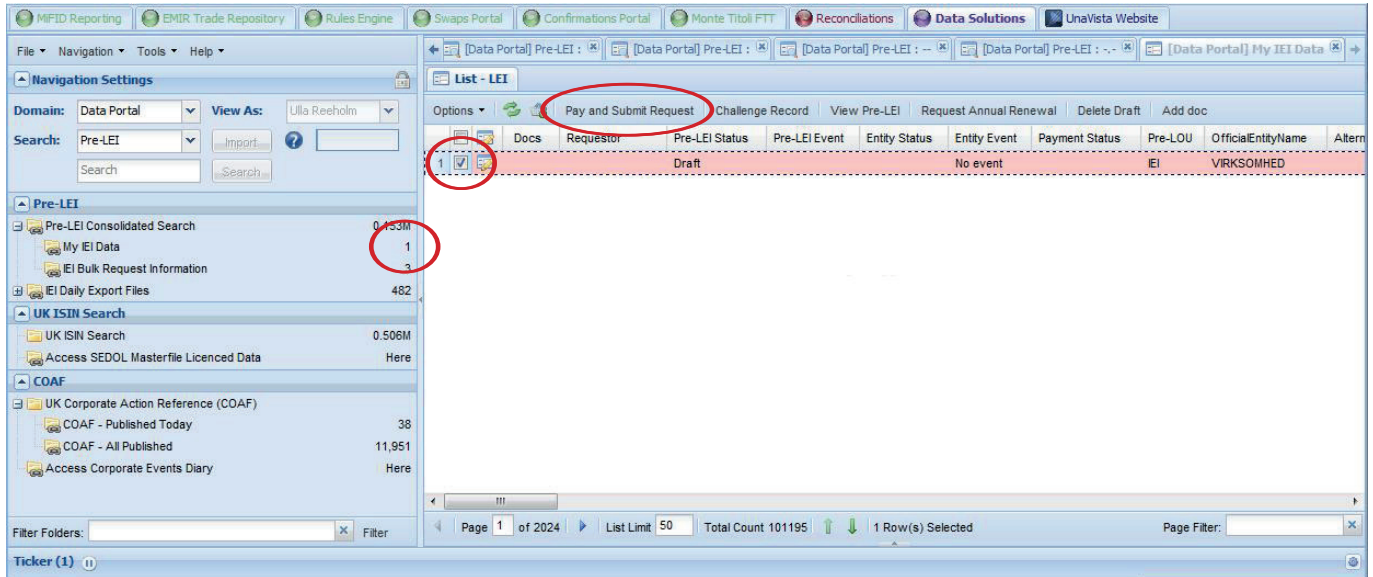 MIFID Reporting EMIR Trade Repository Rules Engine Swaps Portal Confirmations Portal Monte Titoli FTT Reconciliations Data Solutions UnaVista Website
File Navigation Tools Help
[Data Portal] Pre-LEI : [Data Portal] Pre-LEI : [Data Portal] Pre-LEI : -- [Data Portal] Pre-LEI : -.- [Data Portal] My IEI Data
Navigation Settings
List - LEI
Domain: Data Portal View As: Ulla Reeholm
Options Pay and Submit Request Challenge Record View Pre-LEI Request Annual Renewal Delete Draft Add doc
Search: Pre-LEI Import
Docs Requestor Pre-LEI Status Pre-LEI Event Entity Status Entity Event Payment Status Pre-LOU OfficialEntityName Altern
Search Search
1 Draft No event IEI VIRKSOMHED
Pre-LEI
Pre-LEI Consolidated Search 0.153M
My IEI Data 1
IEI Bulk Request Information 3
IEI Daily Export Files 482
UK ISIN Search
UK ISIN Search 0.506M
Access SEDOL Masterfile Licenced Data Here
COAF
UK Corporate Action Reference (COAF)
COAF - Published Today 38
COAF - All Published 11,951
Access Corporate Events Diary Here
Filter Folders: Filter
Page 1 of 2024 List Limit 50 Total Count 101195 1 Row(s) Selected Page Filter:
Ticker (1)